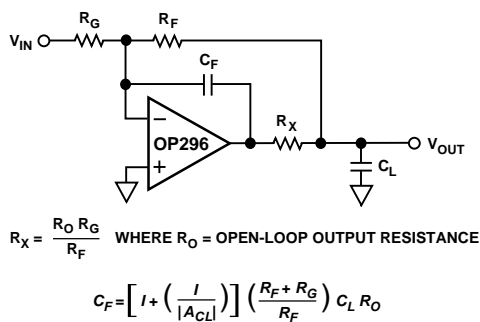 R_G
R_F
V_IN
C_F
−
OP296
+
R_X
V_OUT
C_L
R_X = R_O R_G / R_F WHERE R_O = OPEN-LOOP OUTPUT RESISTANCE
C_F = [ I + ( I / |A_CL| ) ] ( R_F + R_G / R_F ) C_L R_O